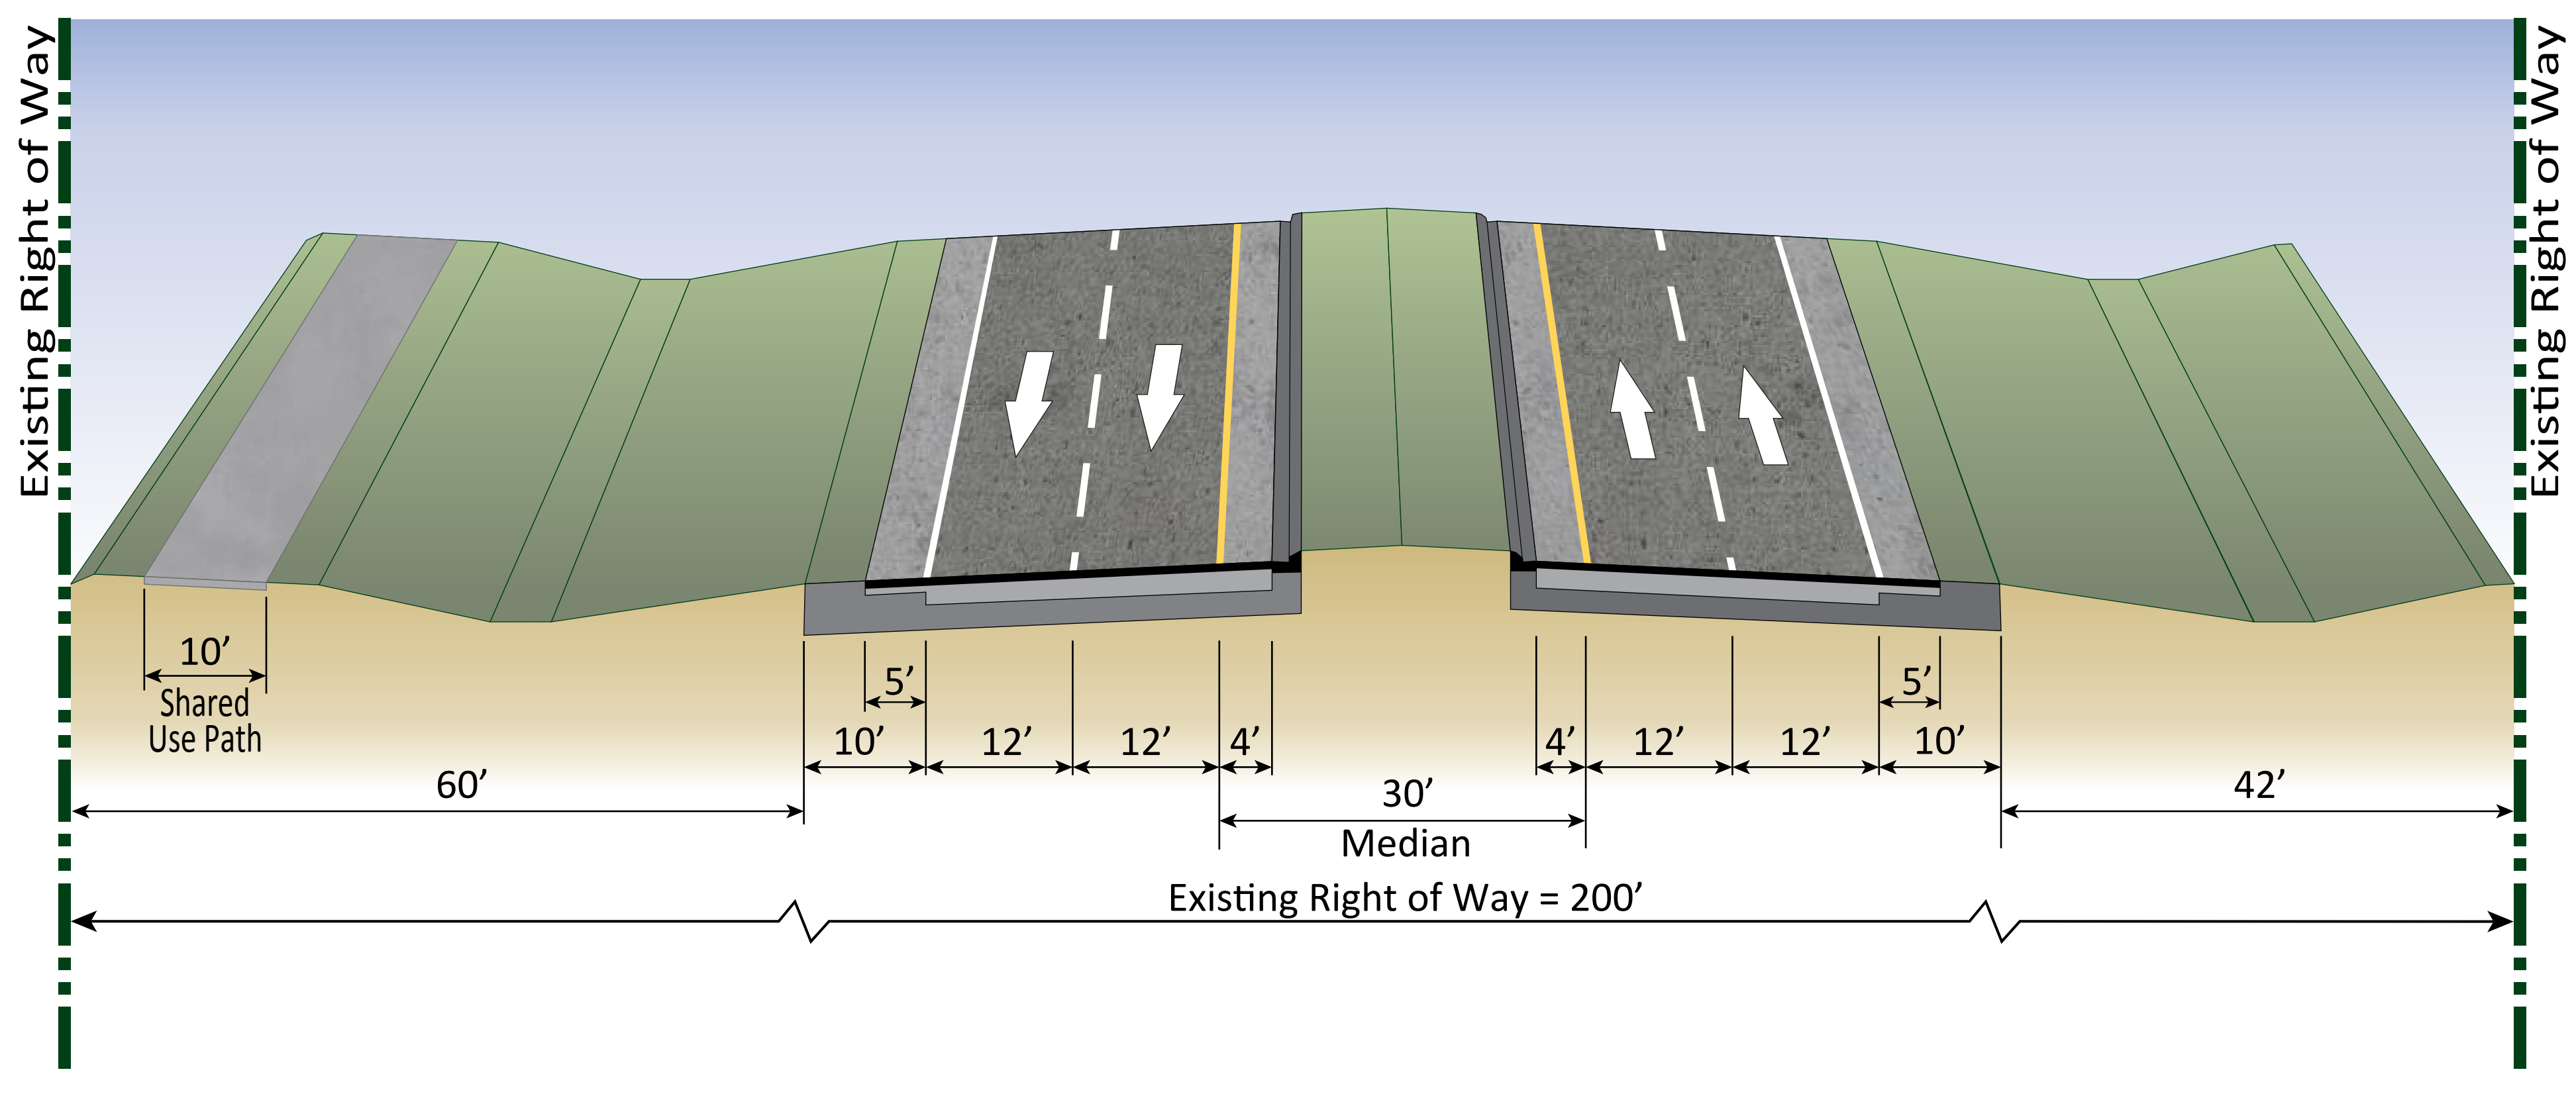 Existing Right of Way
Existing Right of Way
10’
Shared
Use Path
5’
5’
10’
12’
12’
4’
4’
12’
12’
10’
60’
30’
Median
42’
Existing Right of Way = 200’